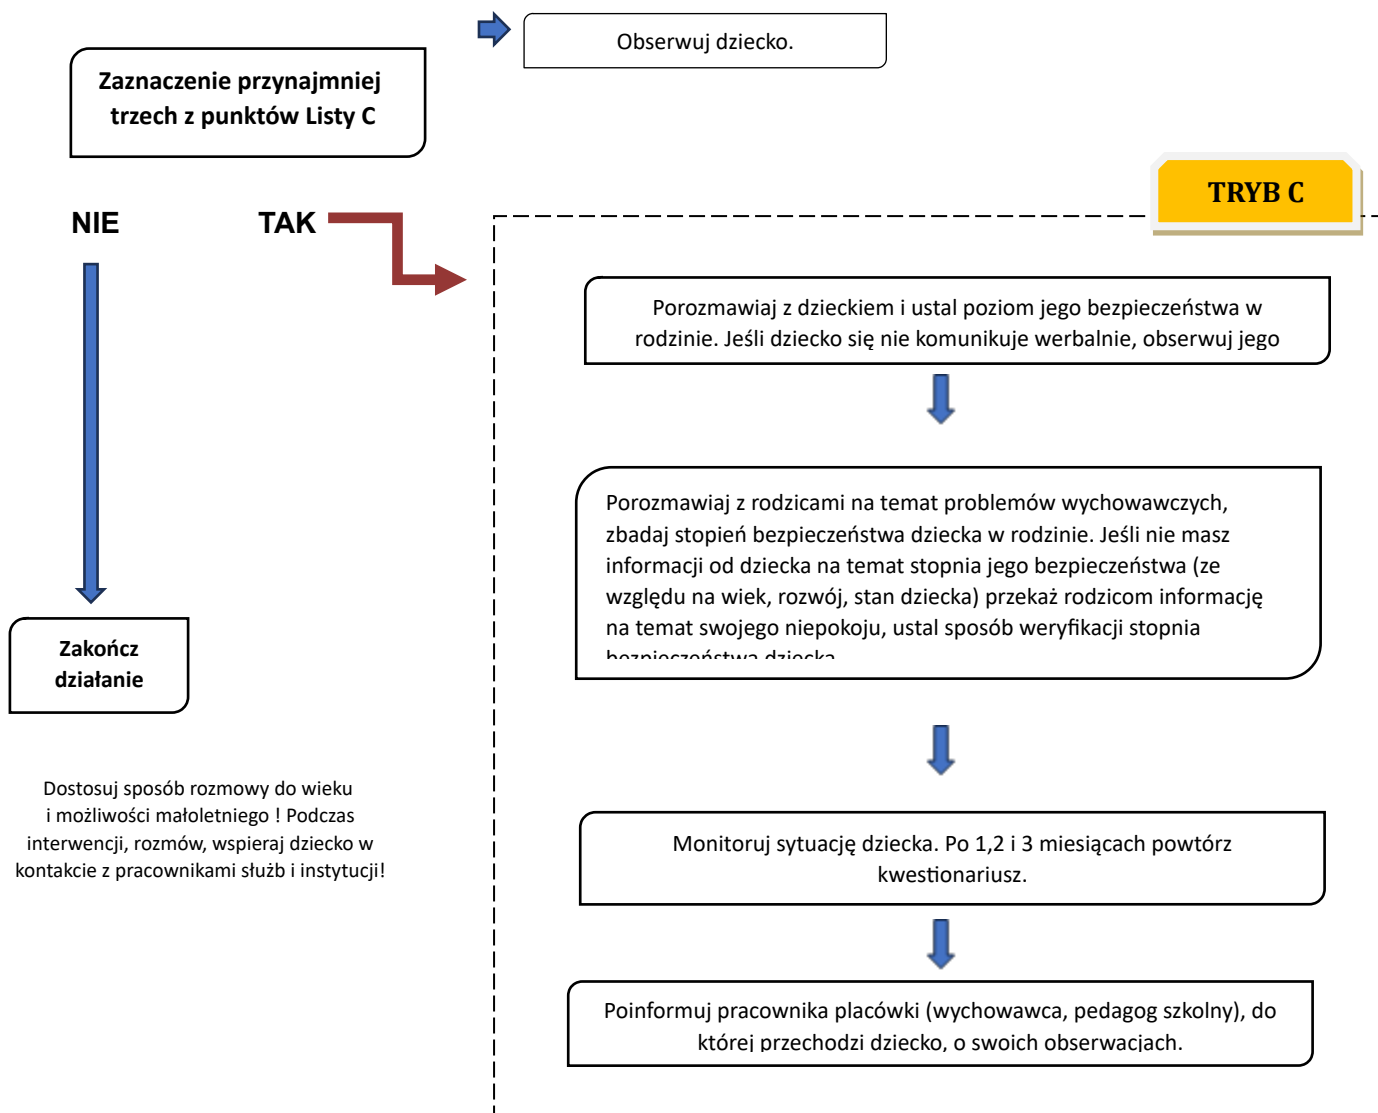 Obserwuj dziecko.
Zaznaczenie przynajmniej
trzech z punktów Listy C
TRYB C
NIE TAK
Porozmawiaj z dzieckiem i ustal poziom jego bezpieczeństwa w
rodzinie. Jeśli dziecko się nie komunikuje werbalnie, obserwuj jego
Porozmawiaj z rodzicami na temat problemów wychowawczych,
zbadaj stopień bezpieczeństwa dziecka w rodzinie. Jeśli nie masz
informacji od dziecka na temat stopnia jego bezpieczeństwa (ze
względu na wiek, rozwój, stan dziecka) przekaż rodzicom informację
na temat swojego niepokoju, ustal sposób weryfikacji stopnia
bezpieczeństwa dziecka
Zakończ
działanie
Dostosuj sposób rozmowy do wieku
i możliwości małoletniego ! Podczas
interwencji, rozmów, wspieraj dziecko w
kontakcie z pracownikami służb i instytucji!
Monitoruj sytuację dziecka. Po 1,2 i 3 miesiącach powtórz
kwestionariusz.
Poinformuj pracownika placówki (wychowawca, pedagog szkolny), do
której przechodzi dziecko, o swoich obserwacjach.